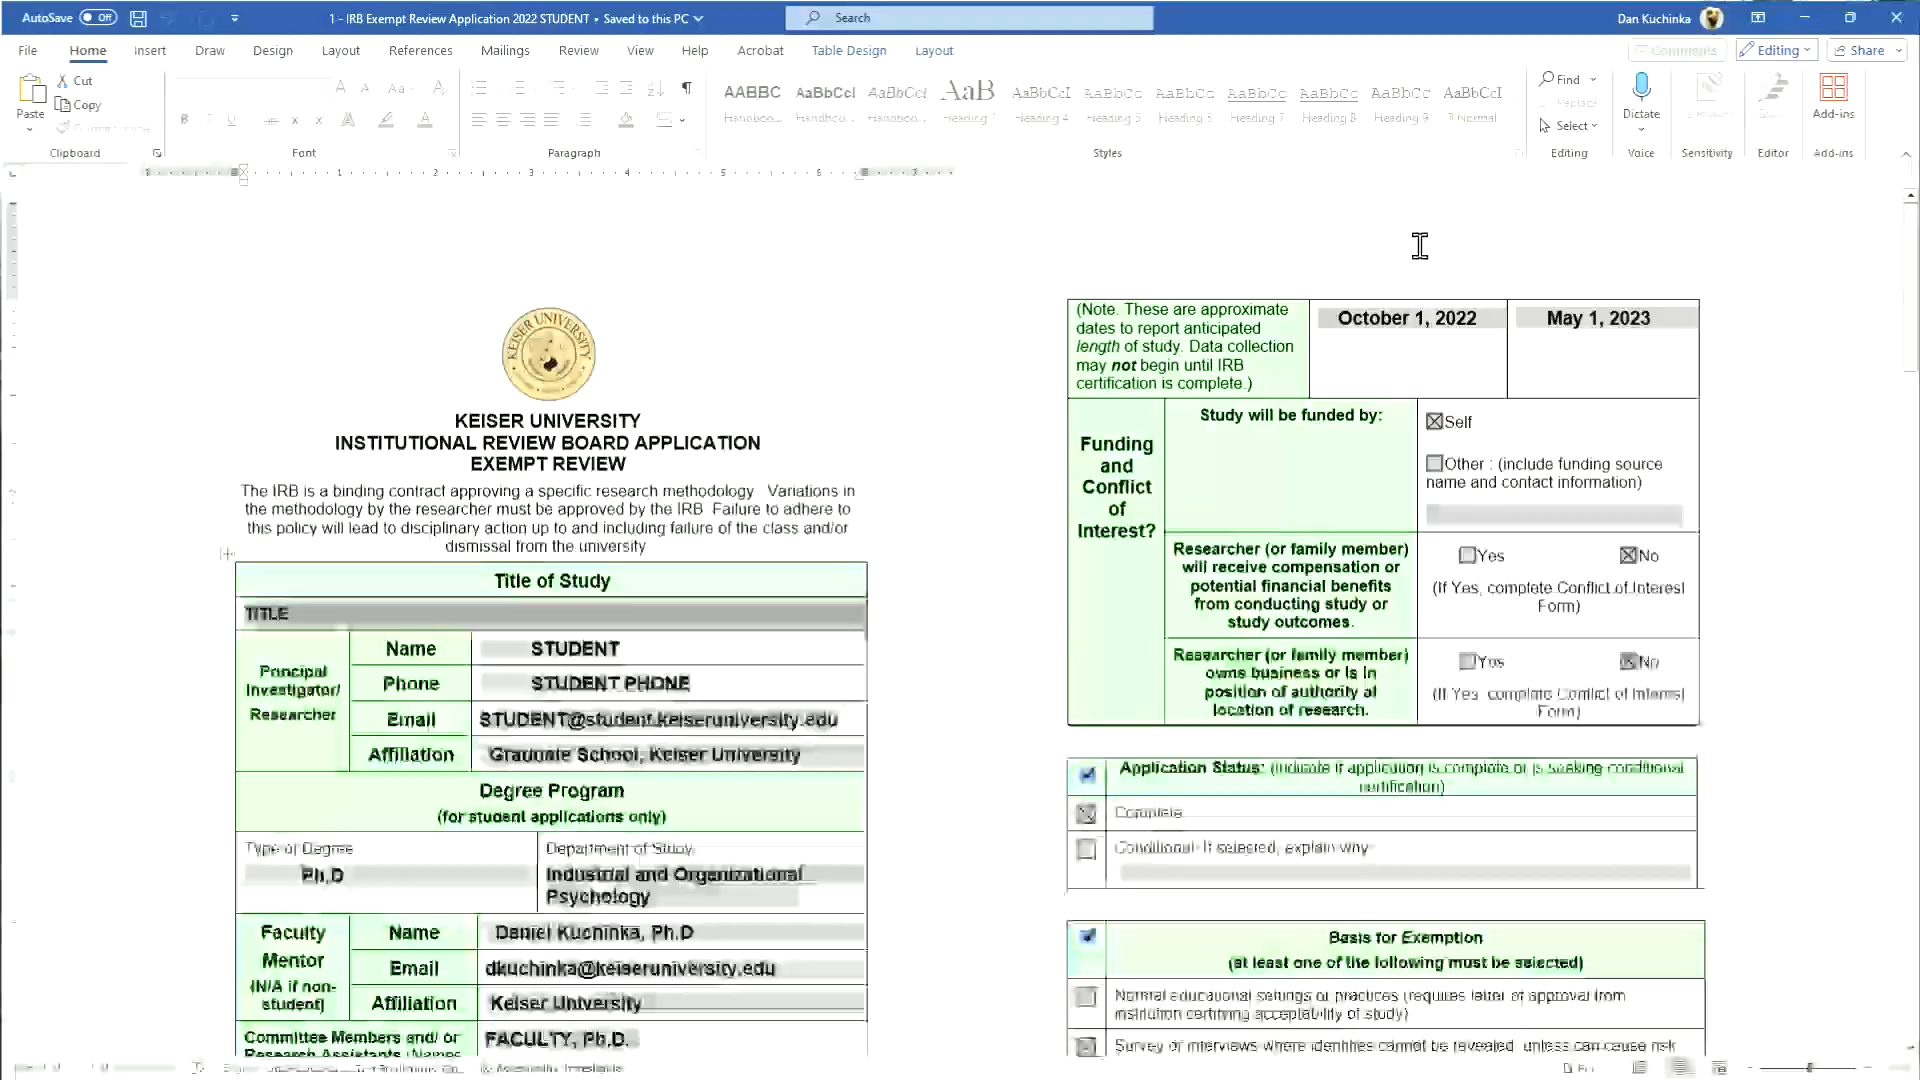 AutoSave Off 1 - IRB Exempt Review Application 2022 STUDENT • Saved to this PC Search Dan Kuchinka
File Home Insert Draw Design Layout References Mailings Review View Help Acrobat Table Design Layout Comments Editing Share
Cut
Copy
Paste
Clipboard Font Paragraph Styles
AABBC AaBbCcI AaBbCcI AaB AaBbCcI AaBbCc AaBbCc AaBbCc AaBbCc AaBbCc AaBbCcI
Heading 1 Heading 4 Heading 5 Heading 6 Heading 7 Heading 8 Heading 9 Normal
Find
Replace
Select
Editing
Dictate
Voice
Sensitivity
Editor
Editor
Add-ins
Add-ins
KEISER UNIVERSITY
KEISER UNIVERSITY
INSTITUTIONAL REVIEW BOARD APPLICATION
EXEMPT REVIEW
The IRB is a binding contract approving a specific research methodology Variations in
the methodology by the researcher must be approved by the IRB Failure to adhere to
this policy will lead to disciplinary action up to and including failure of the class and/or
dismissal from the university
Title of Study
TITLE
Principal
Investigator/
Researcher
Name STUDENT
Phone STUDENT PHONE
Email STUDENT@student.keiseruniversity.edu
Affiliation Graduate School, Keiser University
Degree Program
(for student applications only)
Type of Degree
Ph.D
Department of Study
Industrial and Organizational
Psychology
Faculty
Mentor
(N/A if non-
student)
Name Daniel Kuchinka, Ph.D
Email dkuchinka@keiseruniversity.edu
Affiliation Keiser University
Committee Members and/ or
Research Assistants (Names
FACULTY, Ph.D.
(Note. These are approximate
dates to report anticipated
length of study. Data collection
may not begin until IRB
certification is complete.)
October 1, 2022
May 1, 2023
Funding
and
Conflict
of
Interest?
Study will be funded by:
Self
Other : (include funding source
name and contact information)
Researcher (or family member)
will receive compensation or
potential financial benefits
from conducting study or
study outcomes.
Yes No
(If Yes, complete Conflict of Interest
Form)
Researcher (or family member)
owns business or is in
position of authority at
location of research.
Yes No
(If Yes complete Conflict of Interest
Form)
Application Status: (Indicate if application is complete or is seeking conditional
certification)
Complete
Conditional- If selected, explain why
Basis for Exemption
(at least one of the following must be selected)
Normal educational settings or practices (requires letter of approval from
institution certifying acceptability of study)
Survey or interviews where identities cannot be revealed unless can cause risk